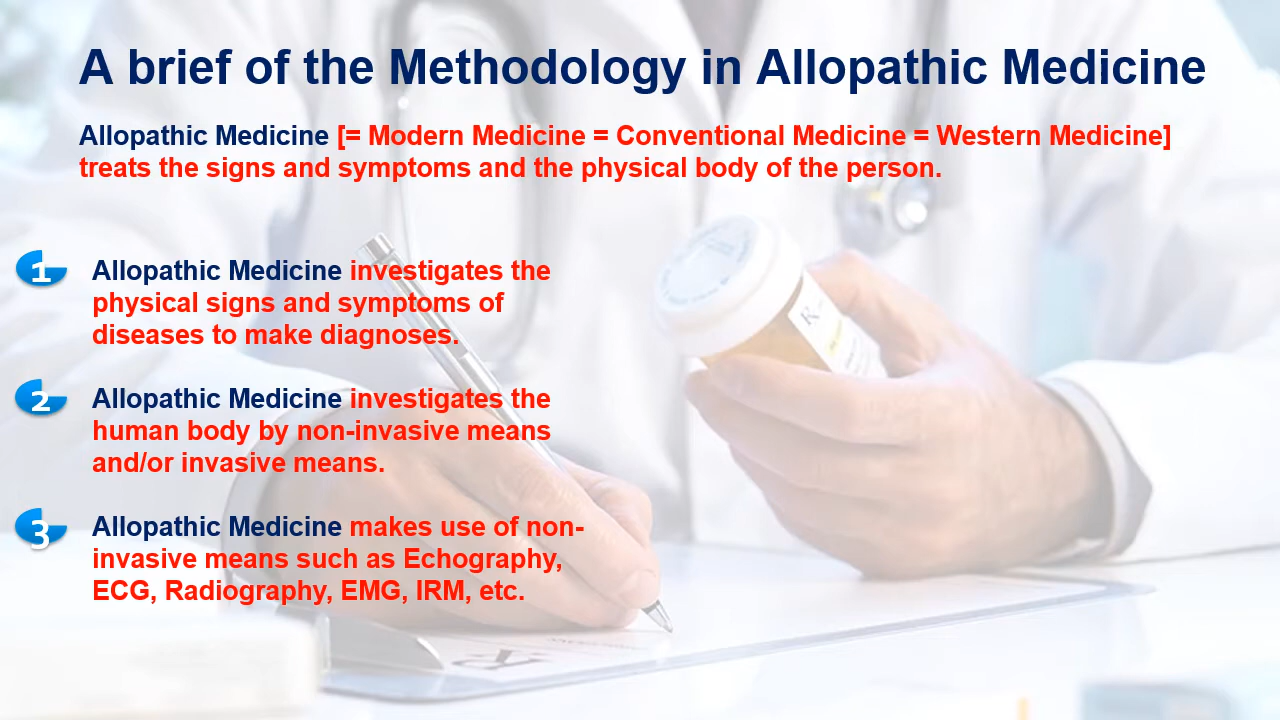 A brief of the Methodology in Allopathic Medicine
Allopathic Medicine [= Modern Medicine = Conventional Medicine = Western Medicine]
treats the signs and symptoms and the physical body of the person.
1 Allopathic Medicine investigates the
physical signs and symptoms of
diseases to make diagnoses.
2 Allopathic Medicine investigates the
human body by non-invasive means
and/or invasive means.
3 Allopathic Medicine makes use of non-
invasive means such as Echography,
ECG, Radiography, EMG, IRM, etc.